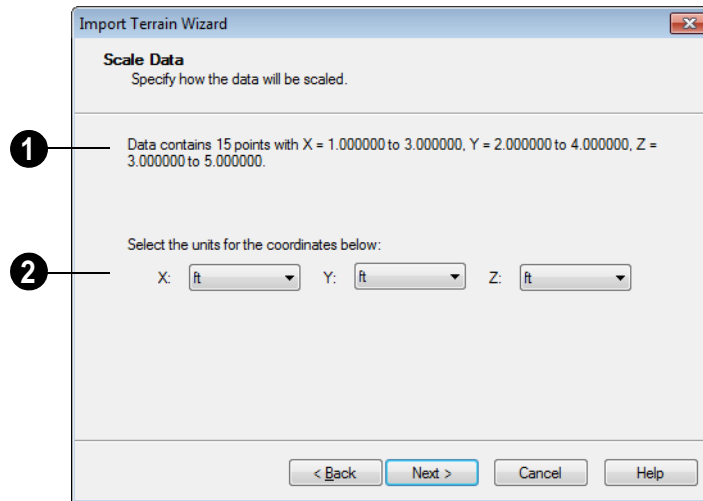 Import Terrain Wizard
Scale Data
Specify how the data will be scaled.
1
Data contains 15 points with X = 1.000000 to 3.000000, Y = 2.000000 to 4.000000, Z =
3.000000 to 5.000000.
Select the units for the coordinates below:
2
X: ft Y: ft Z: ft
< Back Next > Cancel Help